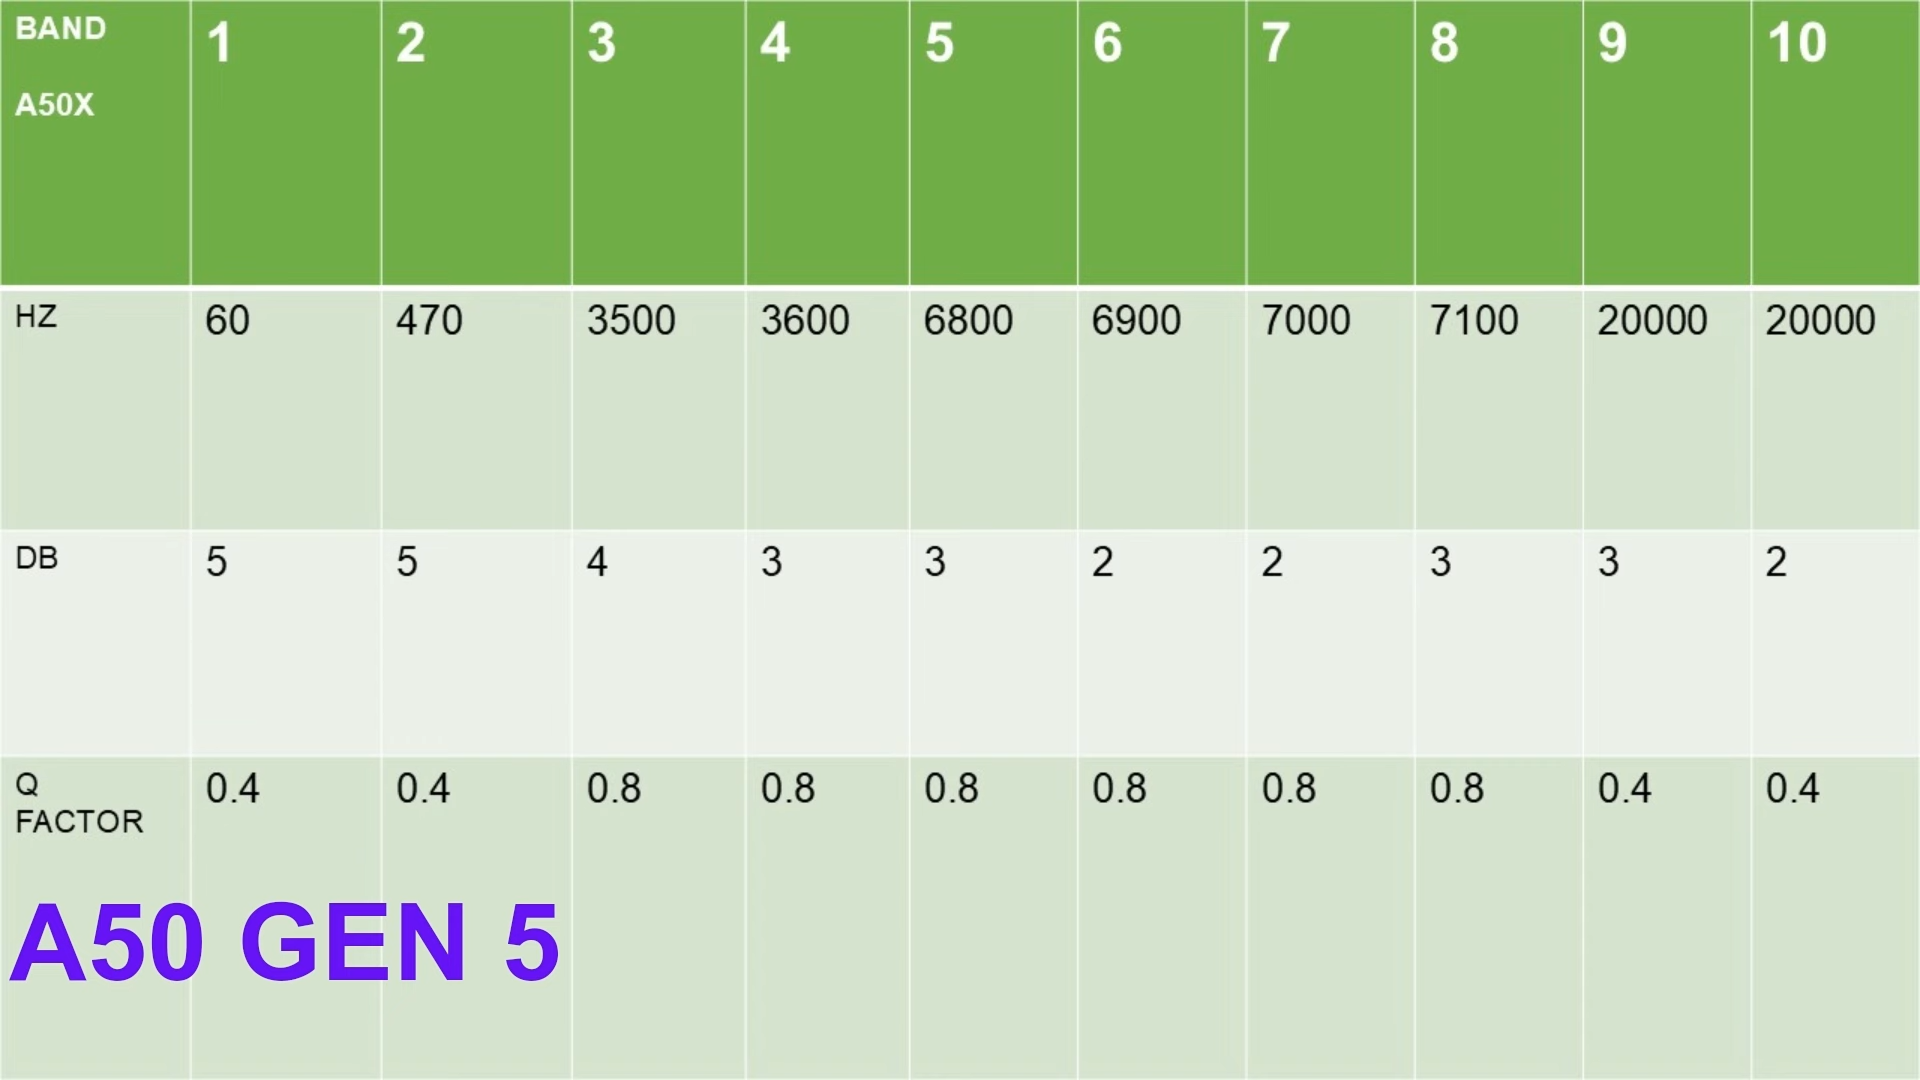 BAND 1 2 3 4 5 6 7 8 9 10
A50X
HZ 60 470 3500 3600 6800 6900 7000 7100 20000 20000
DB 5 5 4 3 3 2 2 3 3 2
Q 0.4 0.4 0.8 0.8 0.8 0.8 0.8 0.8 0.4 0.4
FACTOR
A50 GEN 5